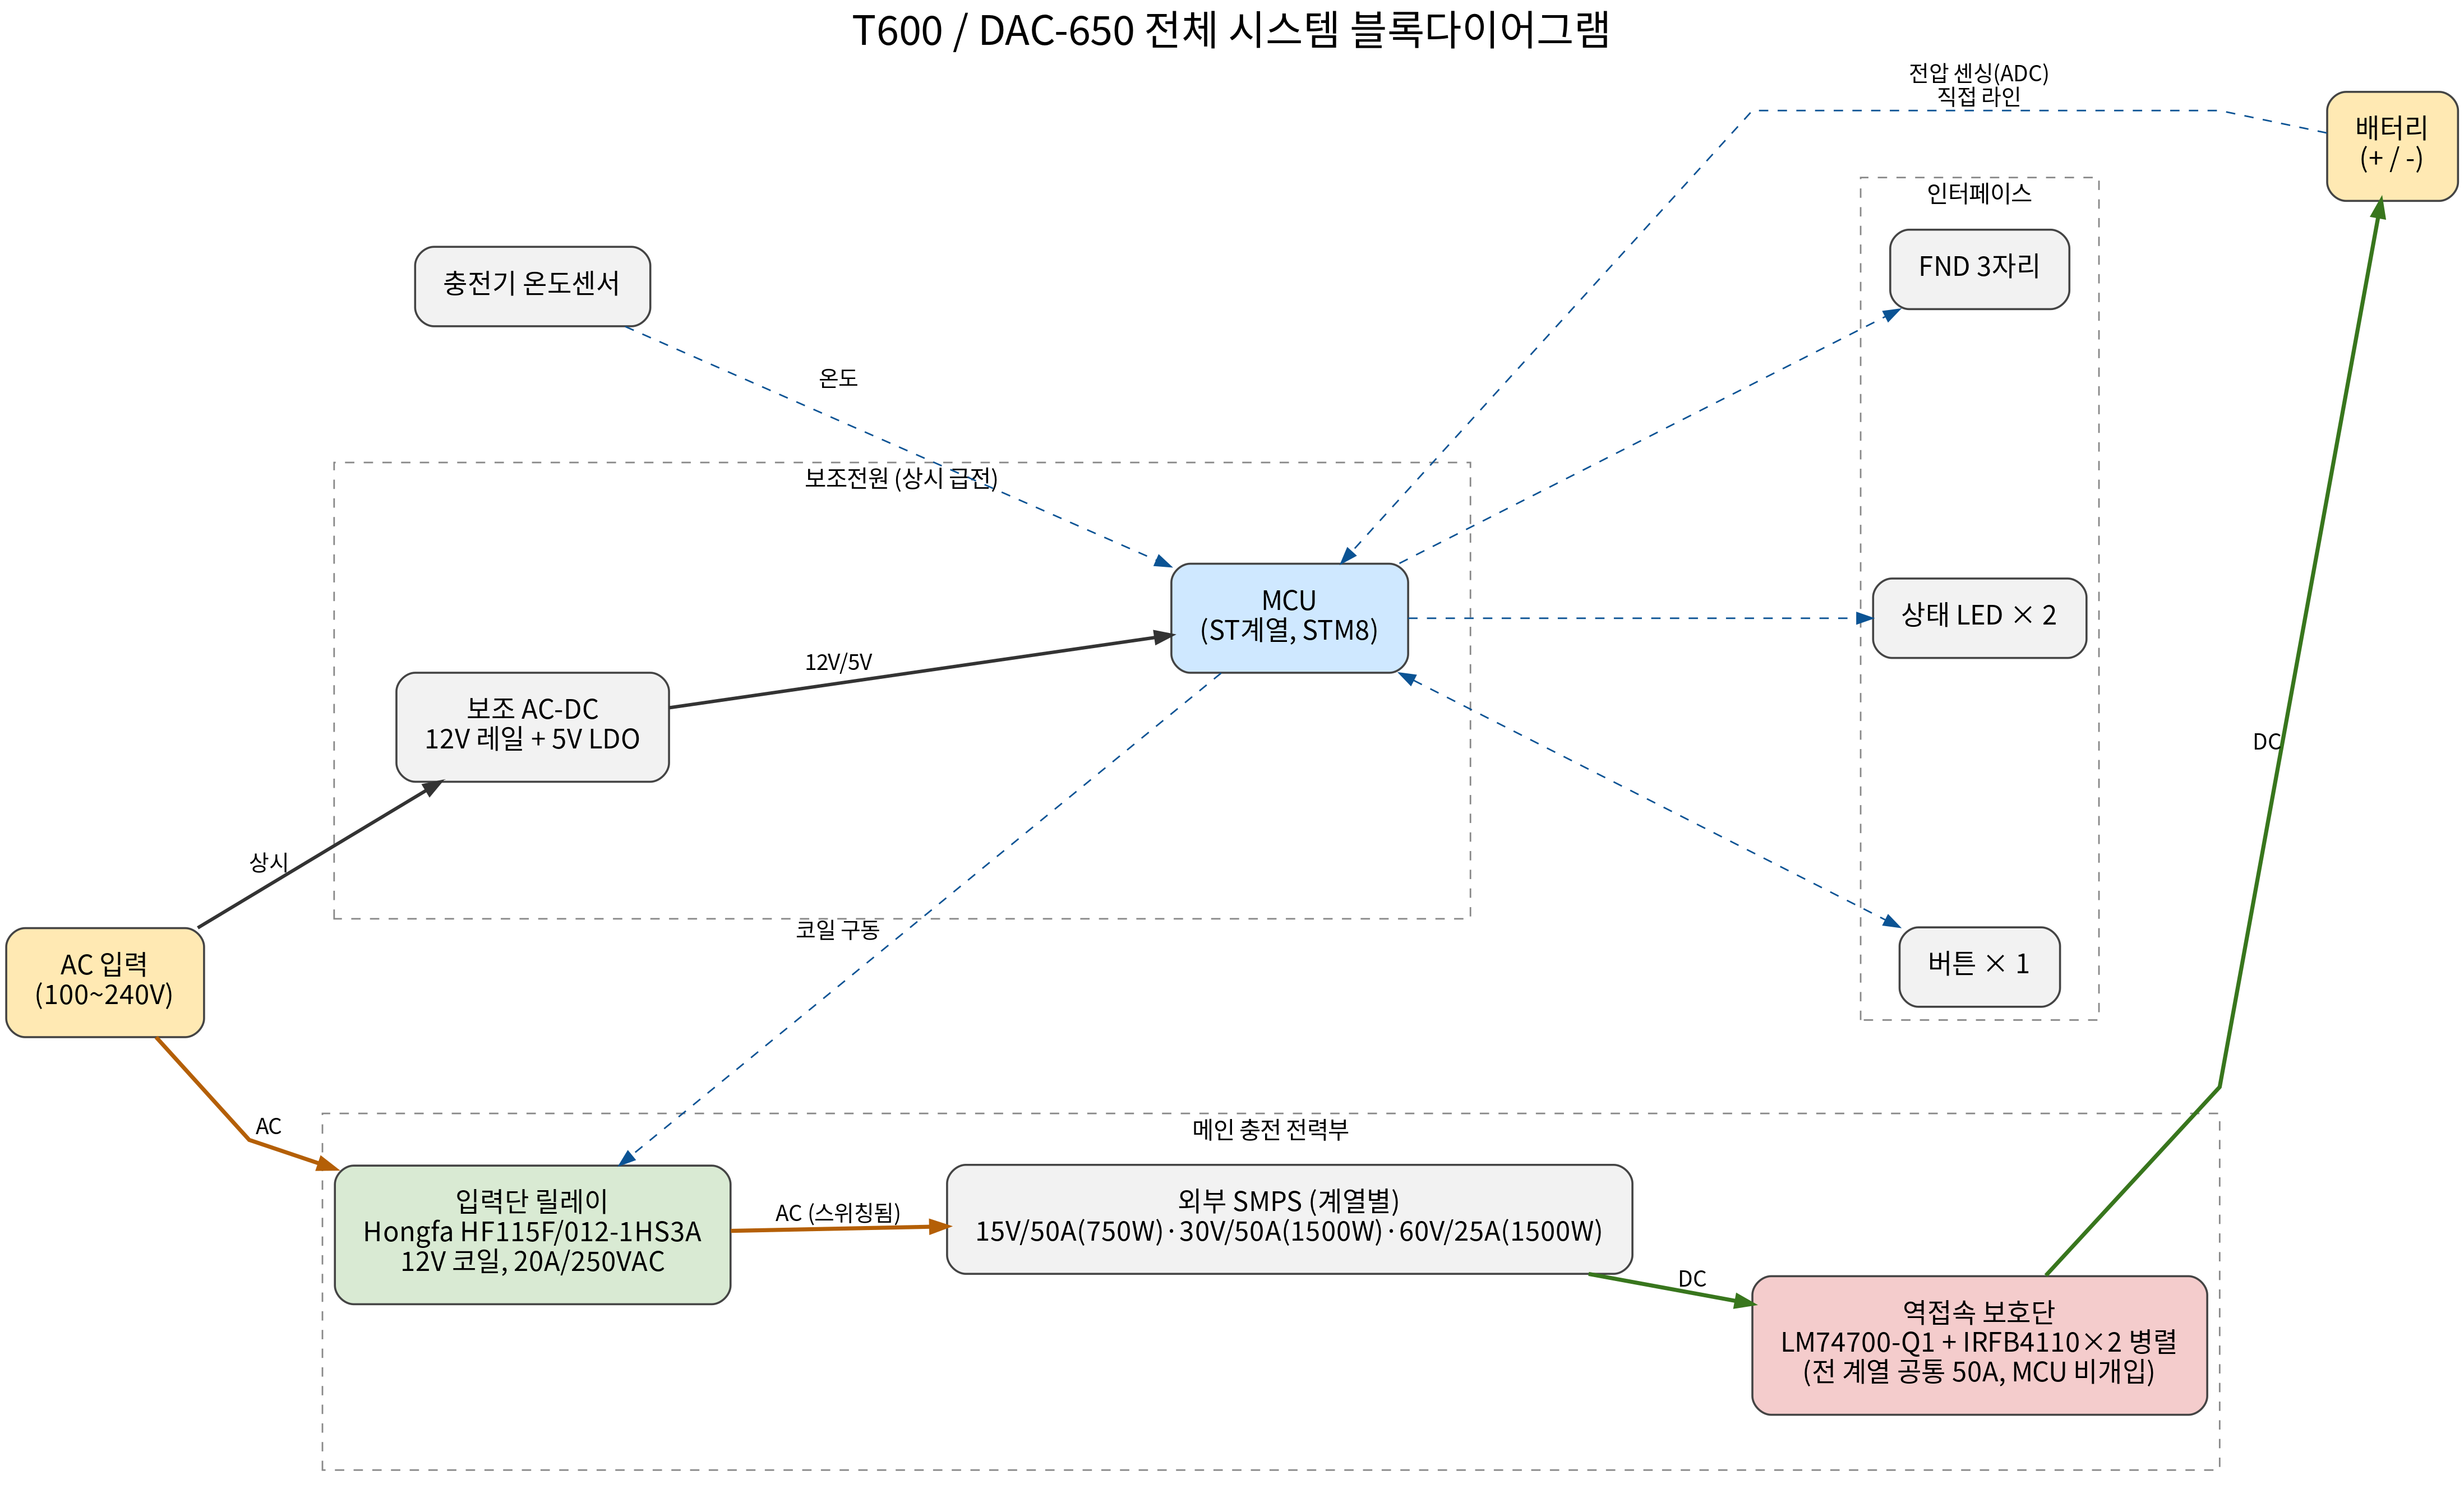 T600 / DAC-650 전체 시스템 블록다이어그램
전압 센싱(ADC)
직접 라인
배터리
(+ / -)
인터페이스
FND 3자리
충전기 온도센서
온도
보조전원 (상시 급전)
MCU
(ST계열, STM8)
상태 LED × 2
12V/5V
보조 AC-DC
12V 레일 + 5V LDO
DC
상시
코일 구동
AC 입력
(100~240V)
버튼 × 1
AC
메인 충전 전력부
입력단 릴레이
Hongfa HF115F/012-1HS3A
12V 코일, 20A/250VAC
AC (스위칭됨)
외부 SMPS (계열별)
15V/50A(750W)·30V/50A(1500W)·60V/25A(1500W)
DC
역접속 보호단
LM74700-Q1 + IRFB4110×2 병렬
(전 계열 공통 50A, MCU 비개입)